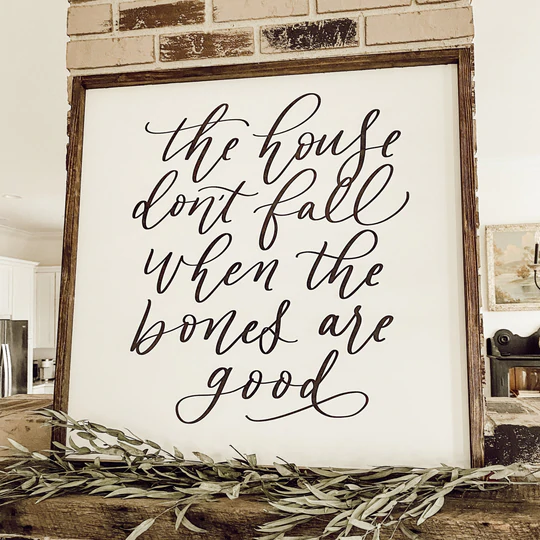 the house
don't fall
when the
bones are
good